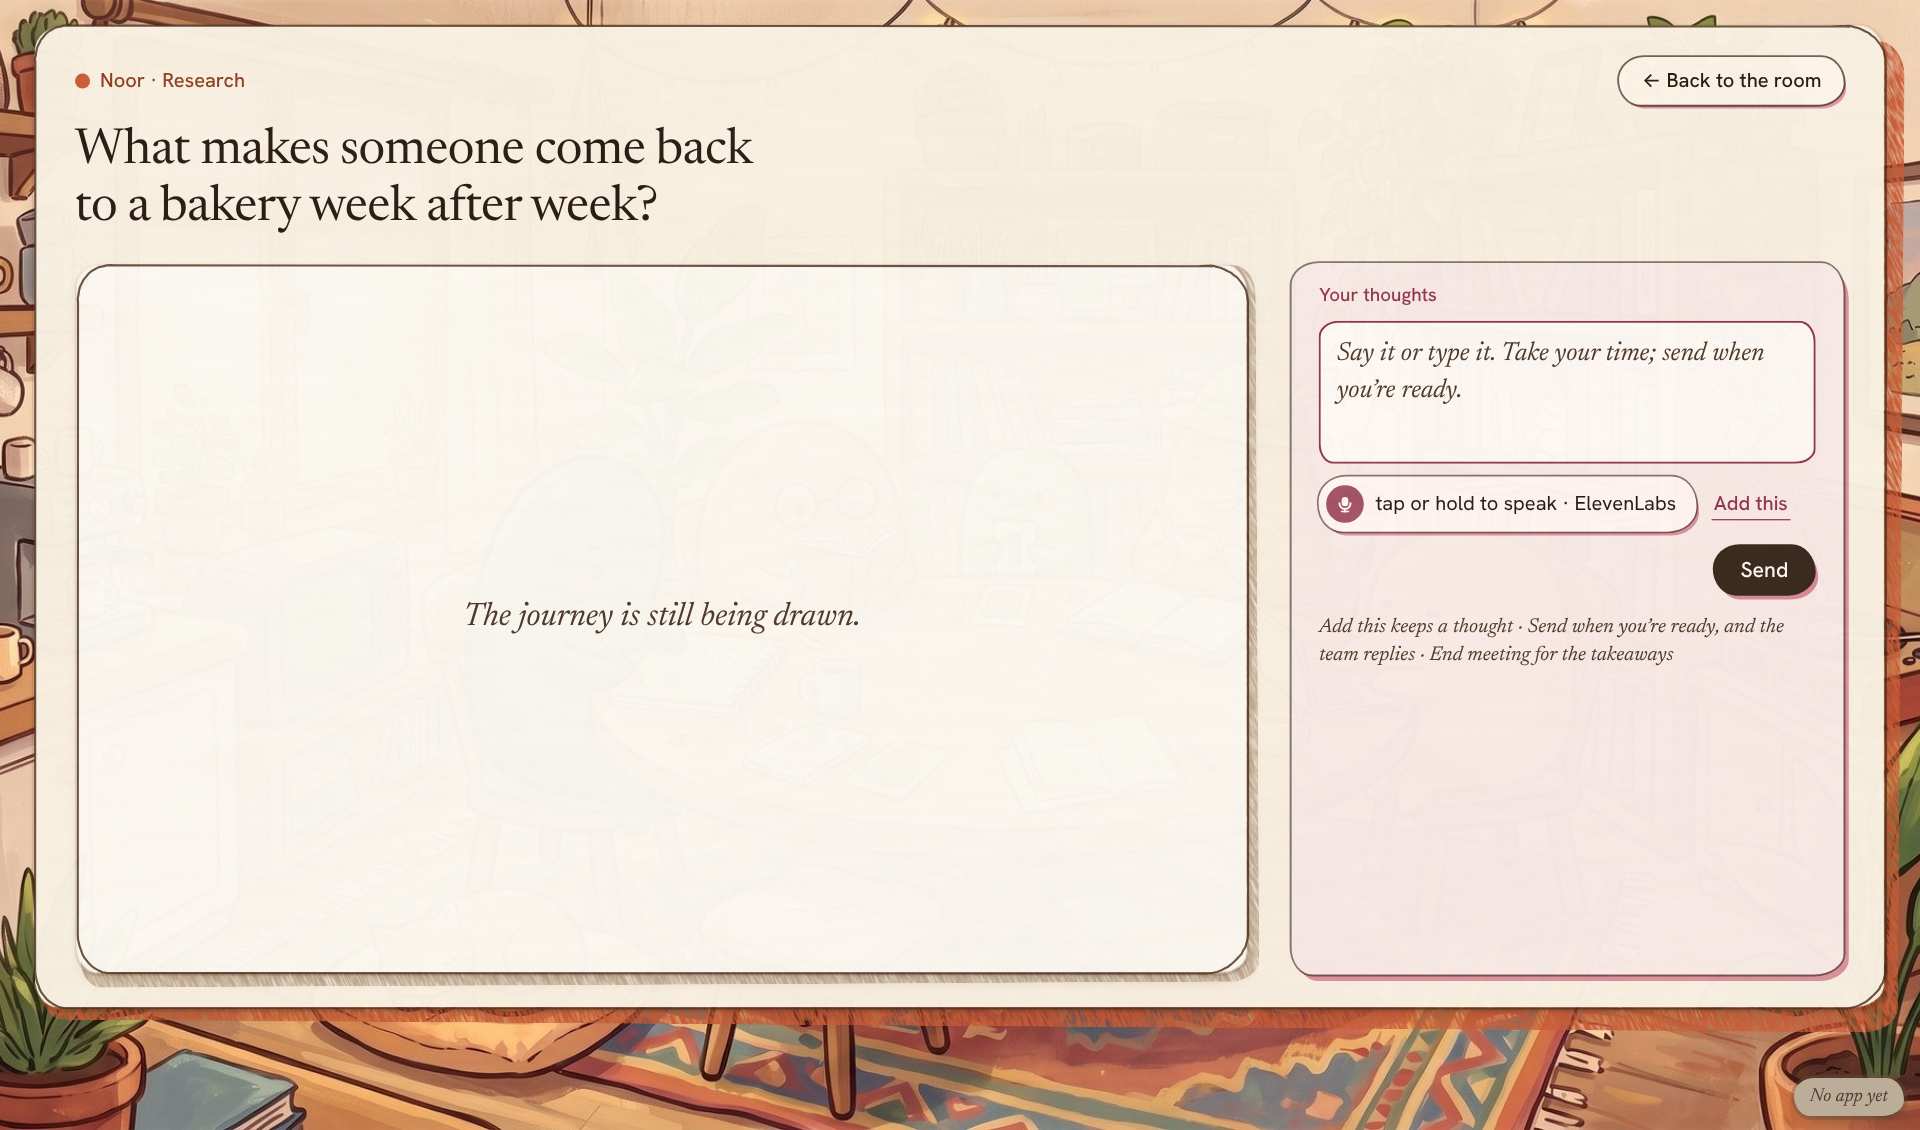 Noor · Research
← Back to the room
What makes someone come back
to a bakery week after week?
The journey is still being drawn.
Your thoughts
Say it or type it. Take your time; send when
you’re ready.
tap or hold to speak · ElevenLabs
Add this
Send
Add this keeps a thought · Send when you’re ready, and the
team replies · End meeting for the takeaways
No app yet